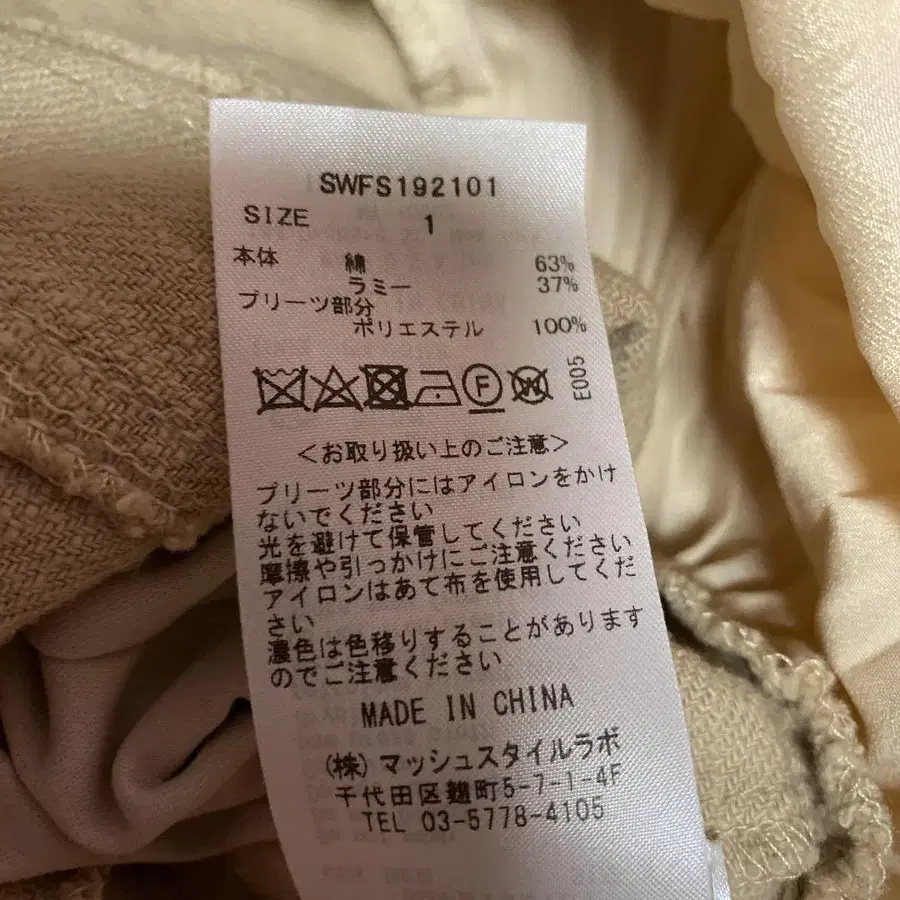 SWFS192101
SIZE 1
本体 綿 63%
ラミー 37%
プリーツ部分
ポリエステル 100%
F W E005
<お取り扱い上のご注意>
プリーツ部分にはアイロンをかけ
ないでください
光を避けて保管してください
摩擦や引っかけにご注意ください
アイロンはあて布を使用してくだ
さい
濃色は色移りすることがあります
のでご注意ください
MADE IN CHINA
(株)マッシュスタイルラボ
千代田区麹町5-7-1-4F
TEL 03-5778-4105